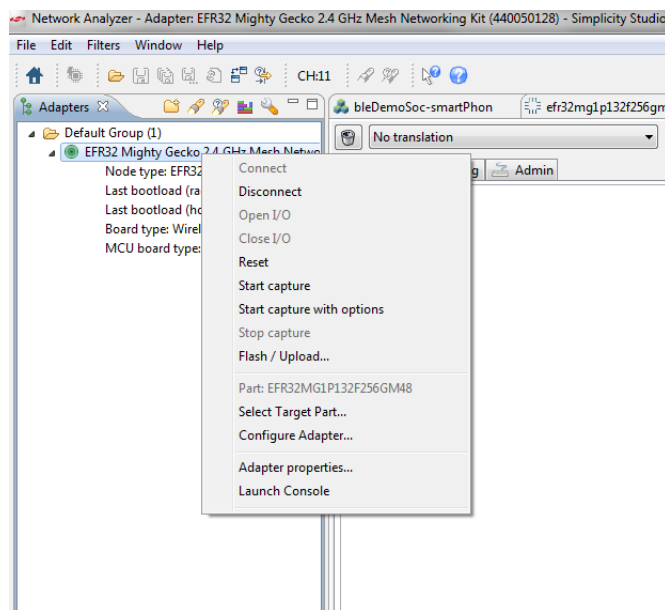 Network Analyzer - Adapter: EFR32 Mighty Gecko 2.4 GHz Mesh Networking Kit (440050128) - Simplicity Studio
File Edit Filters Window Help
CH:11
Adapters
bleDemoSoc-smartPhon
efr32mg1p132f256gm
Default Group (1)
No translation
EFR32 Mighty Gecko 2.4 GHz Mesh Netwo
Node type: EFR32
Connect
g Admin
Last bootload (ra
Disconnect
Last bootload (ho
Open I/O
Board type: Wirel
Close I/O
MCU board type:
Reset
Start capture
Start capture with options
Stop capture
Flash / Upload...
Part: EFR32MG1P132F256GM48
Select Target Part...
Configure Adapter...
Adapter properties...
Launch Console